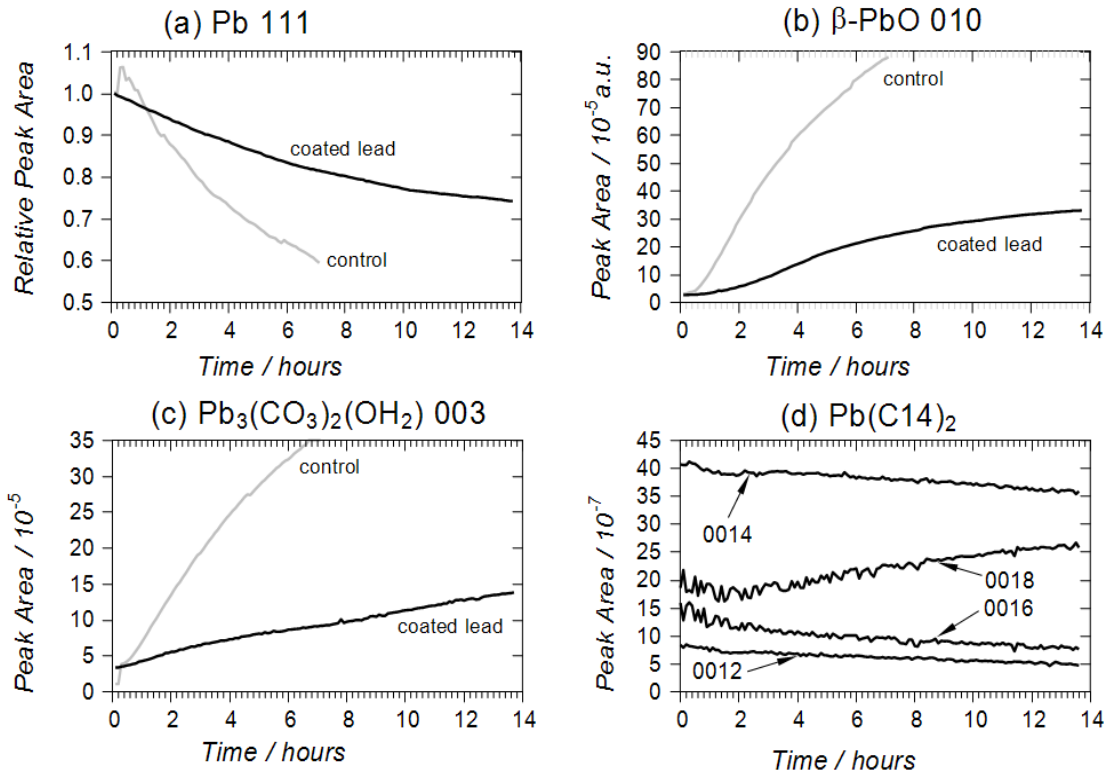 (a) Pb 111
Relative Peak Area
1.1
1.0
0.9
0.8
0.7
0.6
0.5
coated lead
control
0 2 4 6 8 10 12 14
Time / hours
(b) β-PbO 010
Peak Area / 10⁻⁵ a.u.
90
80
70
60
50
40
30
20
10
0
control
coated lead
0 2 4 6 8 10 12 14
Time / hours
(c) Pb₃(CO₃)₂(OH₂) 003
Peak Area / 10⁻⁵
35
30
25
20
15
10
5
0
control
coated lead
0 2 4 6 8 10 12 14
Time / hours
(d) Pb(C14)₂
Peak Area / 10⁻⁷
45
40
35
30
25
20
15
10
5
0
0014
0018
0016
0012
0 2 4 6 8 10 12 14
Time / hours